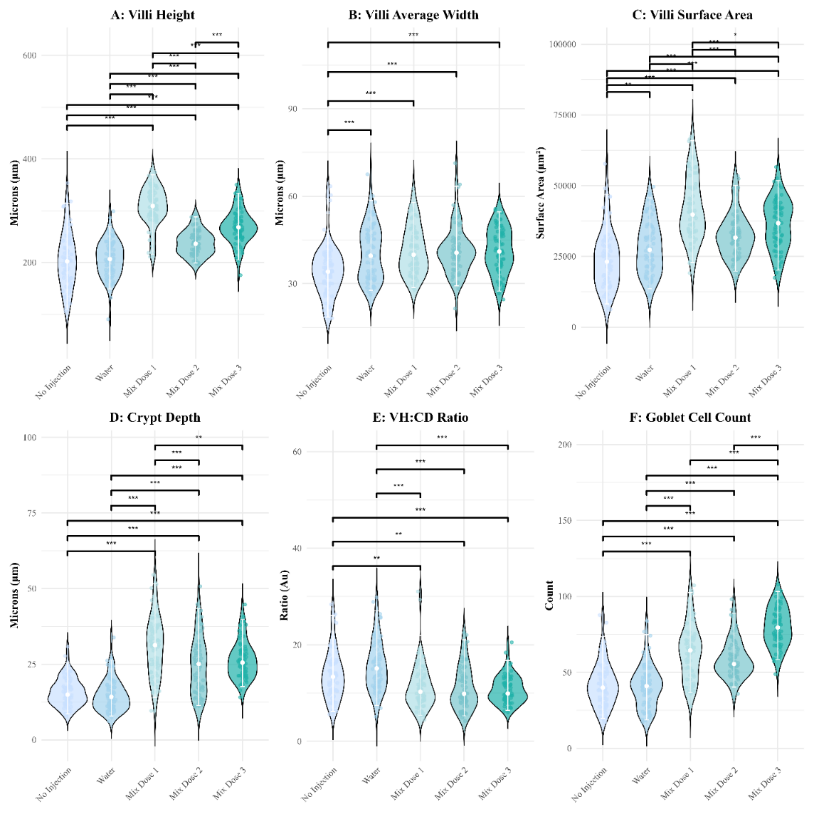 A: Villi Height
B: Villi Average Width
C: Villi Surface Area
Microns (µm)
600
400
200
***
***
***
***
***
***
***
***
***
No Injection
Water
Mix Dose 1
Mix Dose 2
Mix Dose 3
Microns (µm)
90
60
30
***
***
***
***
No Injection
Water
Mix Dose 1
Mix Dose 2
Mix Dose 3
Surface Area (µm²)
100000
75000
50000
25000
0
*
***
***
***
***
***
**
No Injection
Water
Mix Dose 1
Mix Dose 2
Mix Dose 3
D: Crypt Depth
E: VH:CD Ratio
F: Goblet Cell Count
Microns (µm)
100
75
50
25
0
**
***
***
***
***
***
***
***
No Injection
Water
Mix Dose 1
Mix Dose 2
Mix Dose 3
Ratio (Au)
60
40
20
0
***
***
***
***
**
**
No Injection
Water
Mix Dose 1
Mix Dose 2
Mix Dose 3
Count
200
150
100
50
0
***
***
***
***
***
***
***
***
No Injection
Water
Mix Dose 1
Mix Dose 2
Mix Dose 3